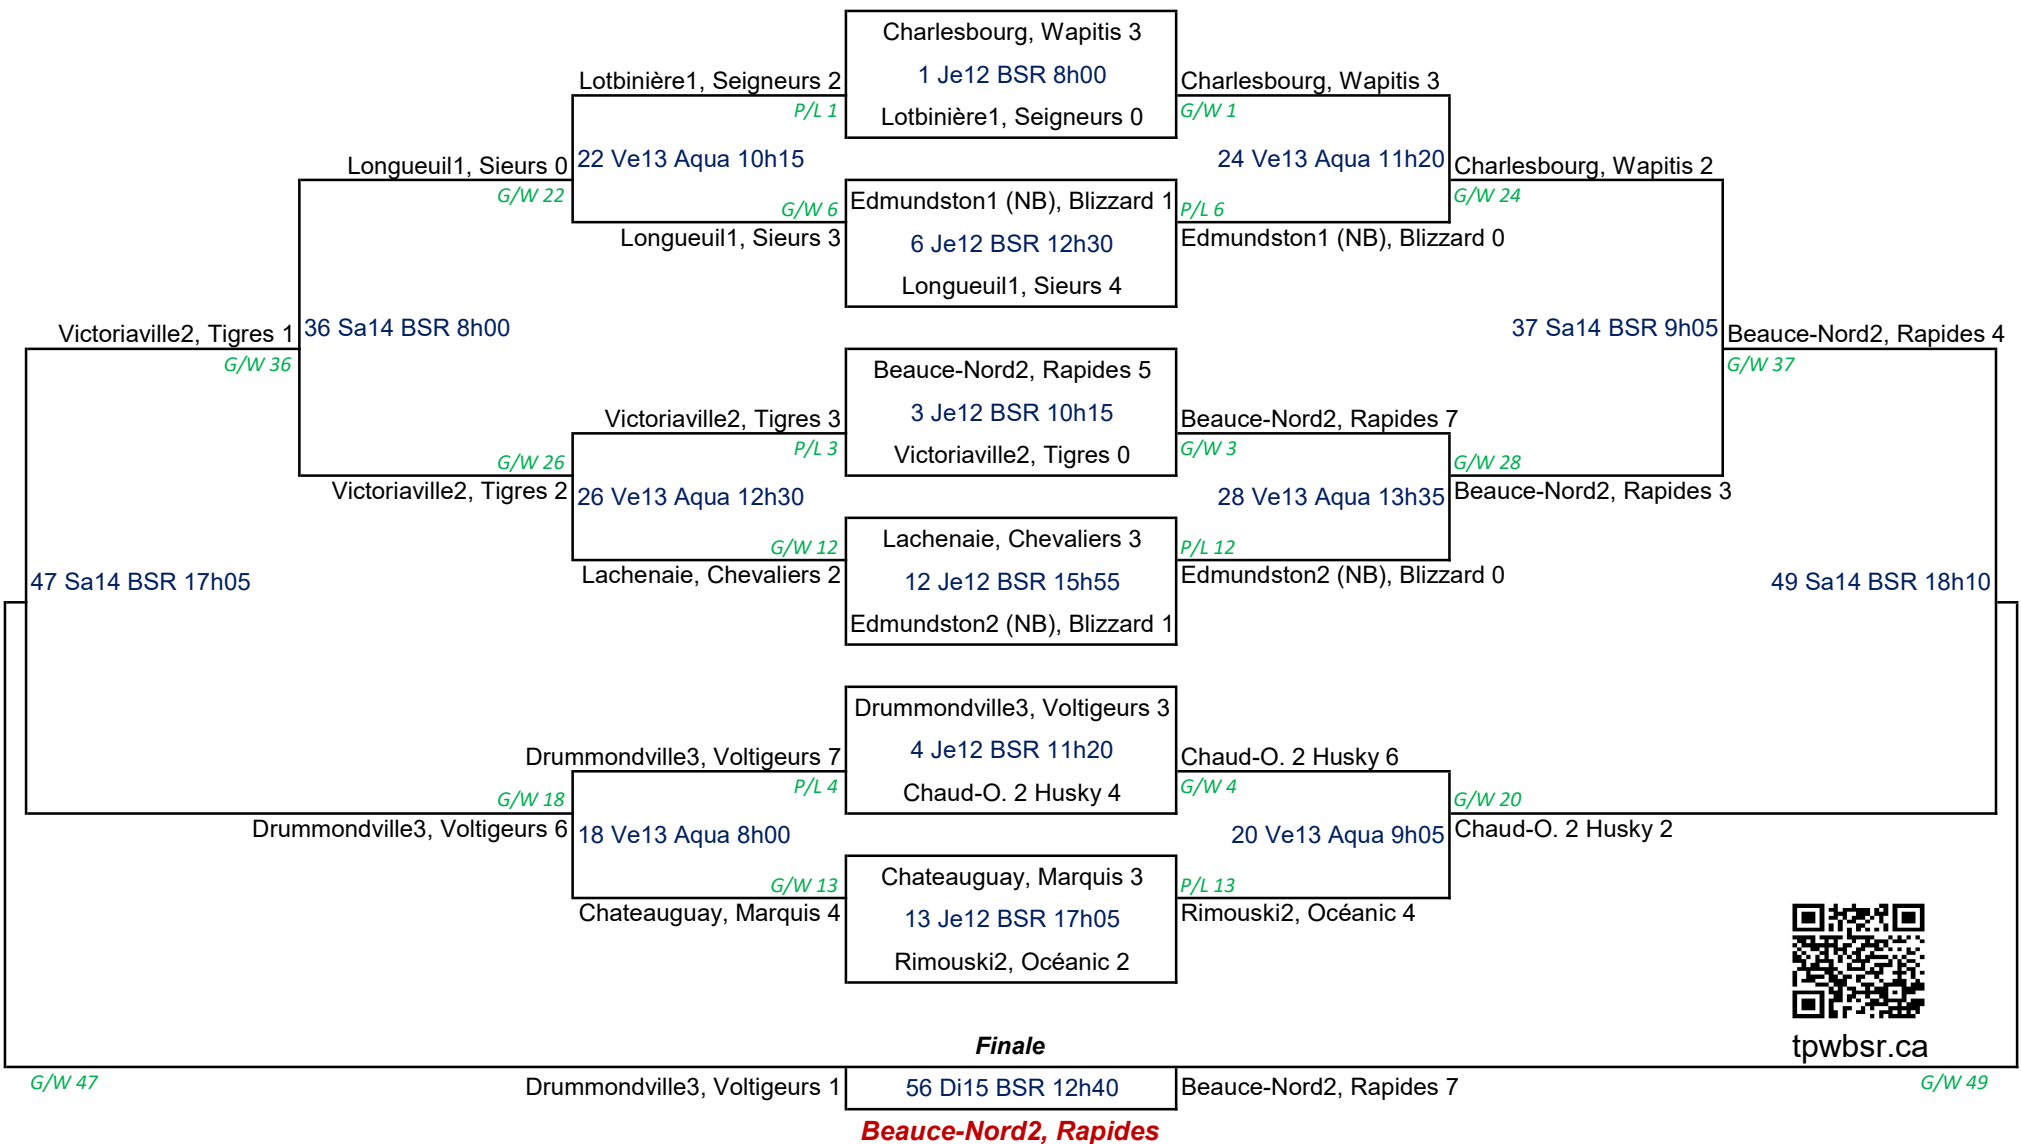 Charlesbourg, Wapitis 3
1 Je12 BSR 8h00
Lotbinière1, Seigneurs 0
Lotbinière1, Seigneurs 2
P/L 1
Charlesbourg, Wapitis 3
G/W 1
Longueuil1, Sieurs 0
G/W 22
22 Ve13 Aqua 10h15
24 Ve13 Aqua 11h20
Charlesbourg, Wapitis 2
G/W 24
G/W 6
Longueuil1, Sieurs 3
Edmundston1 (NB), Blizzard 1
6 Je12 BSR 12h30
Longueuil1, Sieurs 4
P/L 6
Edmundston1 (NB), Blizzard 0
Victoriaville2, Tigres 1
G/W 36
36 Sa14 BSR 8h00
37 Sa14 BSR 9h05
Beauce-Nord2, Rapides 4
G/W 37
Beauce-Nord2, Rapides 5
3 Je12 BSR 10h15
Victoriaville2, Tigres 0
Victoriaville2, Tigres 3
P/L 3
Beauce-Nord2, Rapides 7
G/W 3
G/W 26
Victoriaville2, Tigres 2
26 Ve13 Aqua 12h30
28 Ve13 Aqua 13h35
G/W 28
Beauce-Nord2, Rapides 3
G/W 12
Lachenaie, Chevaliers 2
Lachenaie, Chevaliers 3
12 Je12 BSR 15h55
Edmundston2 (NB), Blizzard 1
P/L 12
Edmundston2 (NB), Blizzard 0
47 Sa14 BSR 17h05
49 Sa14 BSR 18h10
Drummondville3, Voltigeurs 3
4 Je12 BSR 11h20
Chaud-O. 2 Husky 4
Drummondville3, Voltigeurs 7
P/L 4
Chaud-O. 2 Husky 6
G/W 4
G/W 18
Drummondville3, Voltigeurs 6
18 Ve13 Aqua 8h00
20 Ve13 Aqua 9h05
G/W 20
Chaud-O. 2 Husky 2
G/W 13
Chateauguay, Marquis 4
Chateauguay, Marquis 3
13 Je12 BSR 17h05
Rimouski2, Océanic 2
P/L 13
Rimouski2, Océanic 4
tpwbsr.ca
Finale
G/W 47
Drummondville3, Voltigeurs 1
56 Di15 BSR 12h40
Beauce-Nord2, Rapides 7
G/W 49
Beauce-Nord2, Rapides